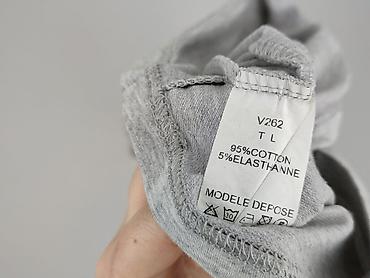 V262
T L
95%COTTON
5%ELASTHANNE
MODELE DEPOSE